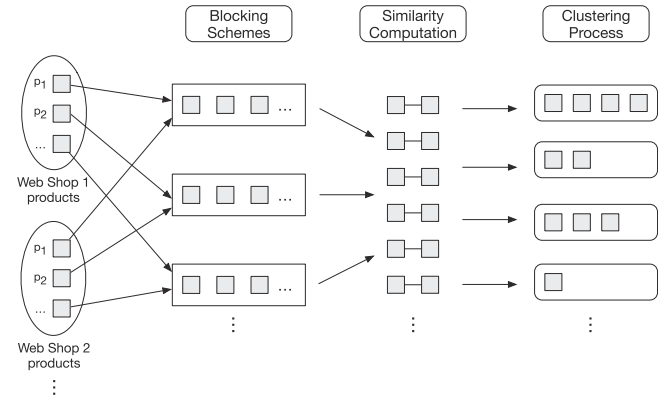 Blocking
Schemes
Similarity
Computation
Clustering
Process
p1
p2
...
Web Shop 1
products
p1
p2
...
Web Shop 2
products
...
...
...
...
...
...
...